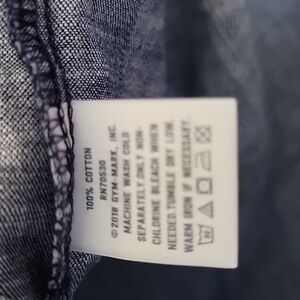 100% COTTON
RN70539
©2018 GYM-MARK, INC.
MACHINE WASH COLD
SEPARATELY. ONLY NON-
CHLORINE BLEACH WHEN
NEEDED. TUMBLE DRY LOW.
WARM IRON IF NECESSARY.